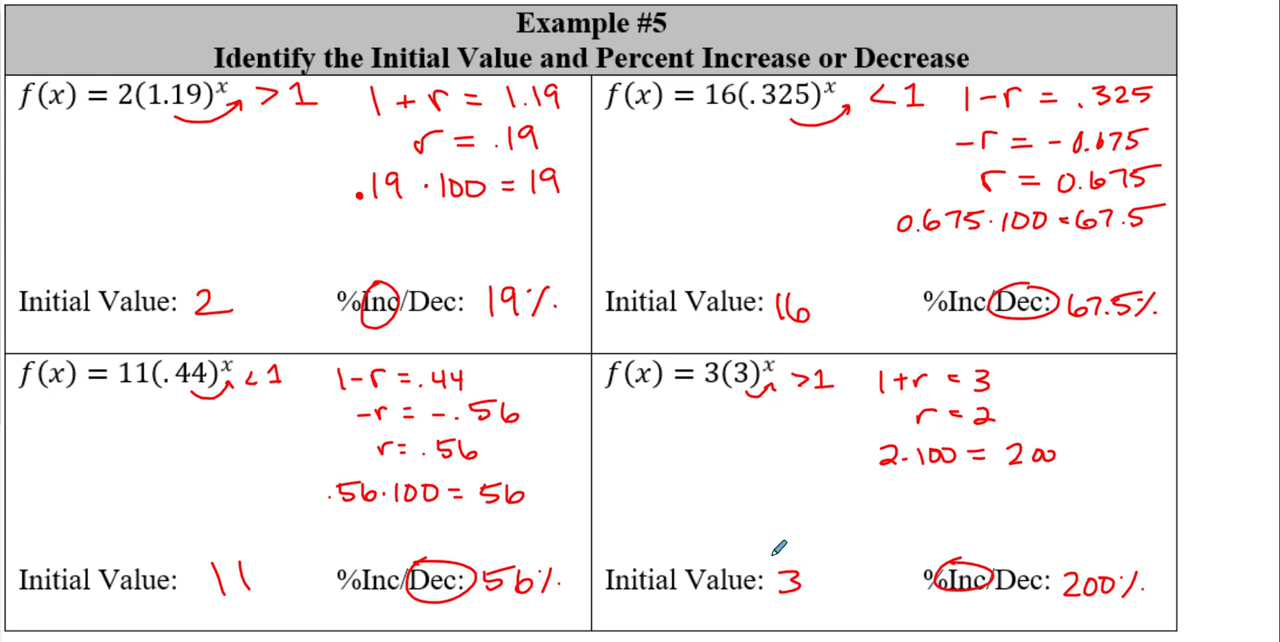 Example #5
Identify the Initial Value and Percent Increase or Decrease
f(x) = 2(1.19)^x > 1
1 + r = 1.19
r = .19
.19 · 100 = 19
Initial Value: 2 %Inc/Dec: 19%
f(x) = 16(.325)^x < 1
1 - r = .325
-r = -0.675
r = 0.675
0.675 · 100 = 67.5
Initial Value: 16 %Inc/Dec: 67.5%
f(x) = 11(.44)^x < 1
1 - r = .44
-r = -.56
r = .56
.56 · 100 = 56
Initial Value: 11 %Inc/Dec: 56%
f(x) = 3(3)^x > 1
1 + r = 3
r = 2
2 · 100 = 200
Initial Value: 3 %Inc/Dec: 200%